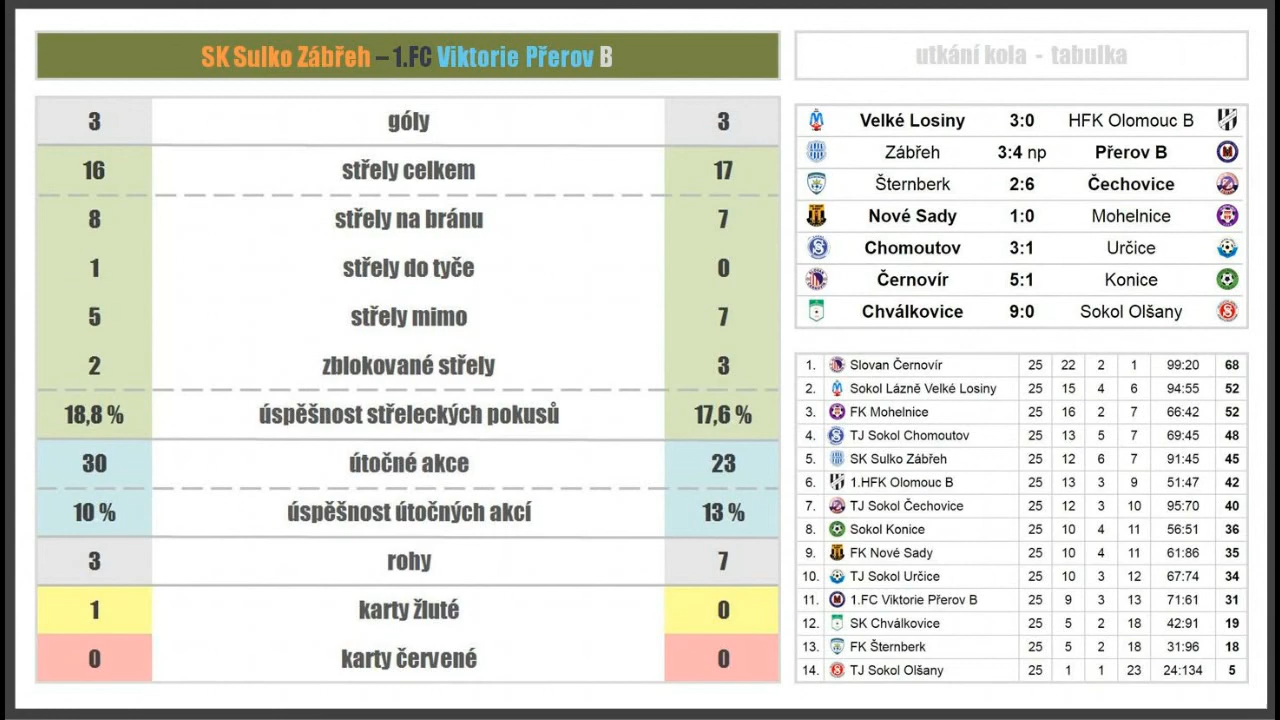 SK Sulko Zábřeh – 1.FC Viktorie Přerov B
3 góly 3
16 střely celkem 17
8 střely na bránu 7
1 střely do tyče 0
5 střely mimo 7
2 zblokované střely 3
18,8 % úspěšnost střeleckých pokusů 17,6 %
30 útočné akce 23
10 % úspěšnost útočných akcí 13 %
3 rohy 7
1 karty žluté 0
0 karty červené 0
utkání kola - tabulka
Velké Losiny 3:0 HFK Olomouc B
Zábřeh 3:4 np Přerov B
Šternberk 2:6 Čechovice
Nové Sady 1:0 Mohelnice
Chomoutov 3:1 Určice
Černovír 5:1 Konice
Chválkovice 9:0 Sokol Olšany
1. Slovan Černovír 25 22 2 1 99:20 68
2. Sokol Lázně Velké Losiny 25 15 4 6 94:55 52
3. FK Mohelnice 25 16 2 7 66:42 52
4. TJ Sokol Chomoutov 25 13 5 7 69:45 48
5. SK Sulko Zábřeh 25 12 6 7 91:45 45
6. 1.HFK Olomouc B 25 13 3 9 51:47 42
7. TJ Sokol Čechovice 25 12 3 10 95:70 40
8. Sokol Konice 25 10 4 11 56:51 36
9. FK Nové Sady 25 10 4 11 61:86 35
10. TJ Sokol Určice 25 10 3 12 67:74 34
11. 1.FC Viktorie Přerov B 25 9 3 13 71:61 31
12. SK Chválkovice 25 5 2 18 42:91 19
13. FK Šternberk 25 5 2 18 31:96 18
14. TJ Sokol Olšany 25 1 1 23 24:134 5